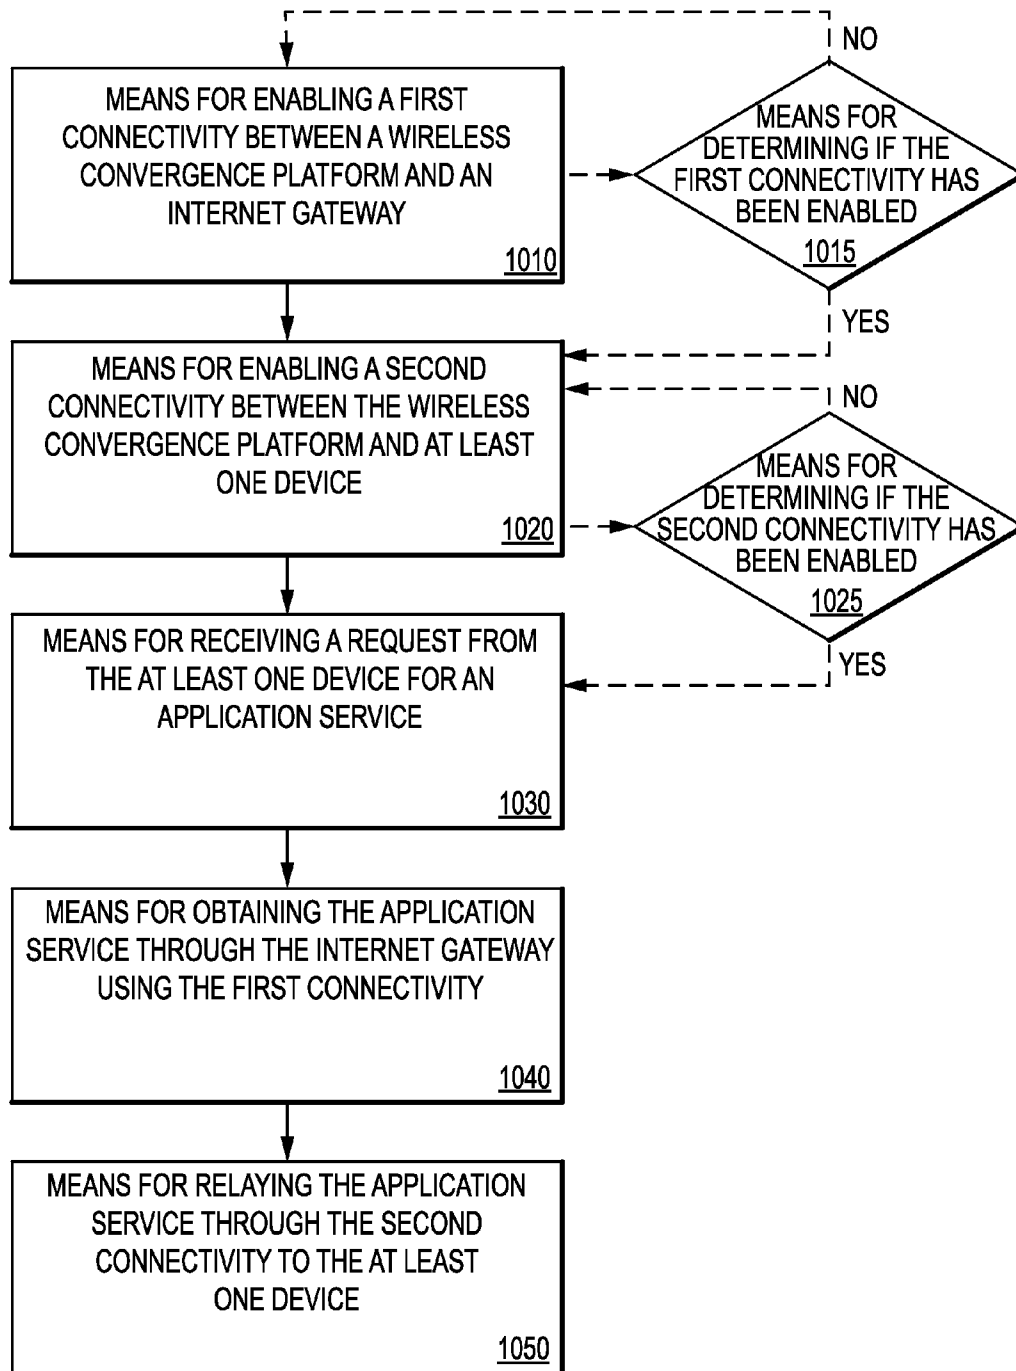 MEANS FOR ENABLING A FIRST
CONNECTIVITY BETWEEN A WIRELESS
CONVERGENCE PLATFORM AND AN
INTERNET GATEWAY
1010
NO
MEANS FOR
DETERMINING IF THE
FIRST CONNECTIVITY HAS
BEEN ENABLED
1015
YES
MEANS FOR ENABLING A SECOND
CONNECTIVITY BETWEEN THE WIRELESS
CONVERGENCE PLATFORM AND AT LEAST
ONE DEVICE
1020
NO
MEANS FOR
DETERMINING IF THE
SECOND CONNECTIVITY HAS
BEEN ENABLED
1025
YES
MEANS FOR RECEIVING A REQUEST FROM
THE AT LEAST ONE DEVICE FOR AN
APPLICATION SERVICE
1030
MEANS FOR OBTAINING THE APPLICATION
SERVICE THROUGH THE INTERNET GATEWAY
USING THE FIRST CONNECTIVITY
1040
MEANS FOR RELAYING THE APPLICATION
SERVICE THROUGH THE SECOND
CONNECTIVITY TO THE AT LEAST
ONE DEVICE
1050